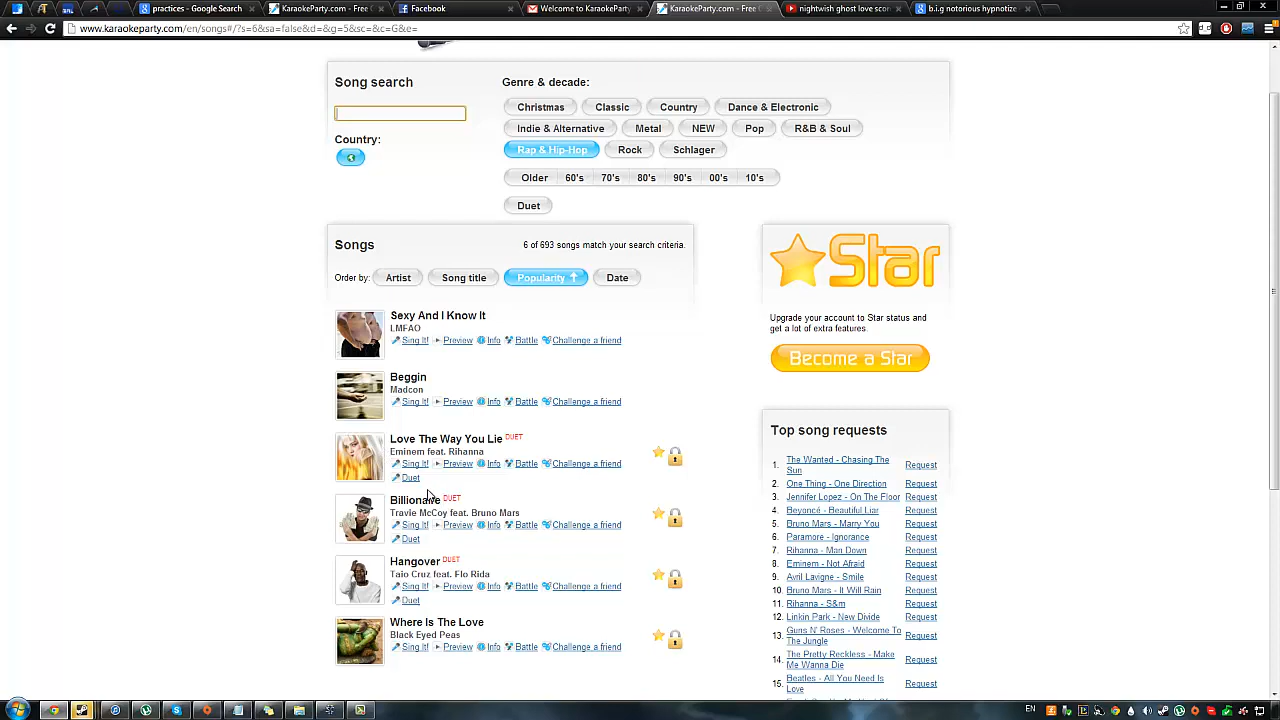 practices - Google Search
KaraokeParty.com - Free C
Facebook
Welcome to KaraokeParty
KaraokeParty.com - Free C
nightwish ghost love scor
b.i.g notorious hypnotize
www.karaokeparty.com/en/songs#/?s=6&sa=false&d=&g=5&sc=&c=G&e=
Song search
Genre & decade:
Christmas Classic Country Dance & Electronic
Indie & Alternative Metal NEW Pop R&B & Soul
Country:
Rap & Hip-Hop Rock Schlager
Older 60's 70's 80's 90's 00's 10's
Duet
Songs
6 of 693 songs match your search criteria.
Order by: Artist Song title Popularity Date
Sexy And I Know It
LMFAO
Sing It! Preview Info Battle Challenge a friend
Beggin
Madcon
Sing It! Preview Info Battle Challenge a friend
Love The Way You Lie DUET
Eminem feat. Rihanna
Sing It! Preview Info Battle Challenge a friend
Duet
Billionaire DUET
Travie McCoy feat. Bruno Mars
Sing It! Preview Info Battle Challenge a friend
Duet
Hangover DUET
Taio Cruz feat. Flo Rida
Sing It! Preview Info Battle Challenge a friend
Duet
Where Is The Love
Black Eyed Peas
Sing It! Preview Info Battle Challenge a friend
Star
Upgrade your account to Star status and
get a lot of extra features.
Become a Star
Top song requests
1. The Wanted - Chasing The
Sun Request
2. One Thing - One Direction Request
3. Jennifer Lopez - On The Floor Request
4. Beyoncé - Beautiful Liar Request
5. Bruno Mars - Marry You Request
6. Paramore - Ignorance Request
7. Rihanna - Man Down Request
8. Eminem - Not Afraid Request
9. Avril Lavigne - Smile Request
10. Bruno Mars - It Will Rain Request
11. Rihanna - S&m Request
12. Linkin Park - New Divide Request
13. Guns N' Roses - Welcome To
The Jungle Request
14. The Pretty Reckless - Make
Me Wanna Die Request
15. Beatles - All You Need Is
Love Request
EN